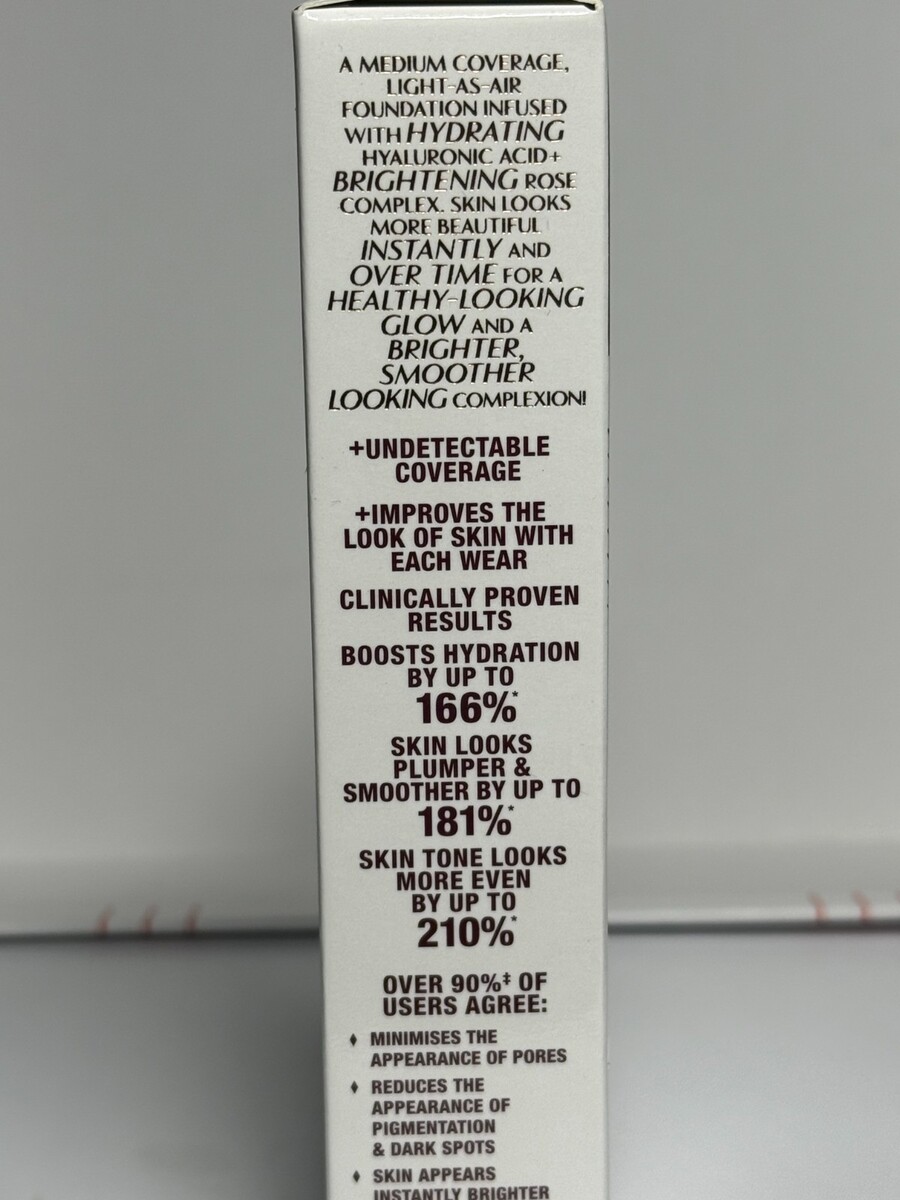 A MEDIUM COVERAGE,
LIGHT-AS-AIR
FOUNDATION INFUSED
WITH HYDRATING
HYALURONIC ACID+
BRIGHTENING ROSE
COMPLEX. SKIN LOOKS
MORE BEAUTIFUL
INSTANTLY AND
OVER TIME FOR A
HEALTHY-LOOKING
GLOW AND A
BRIGHTER,
SMOOTHER
LOOKING COMPLEXION!
+UNDETECTABLE
COVERAGE
+IMPROVES THE
LOOK OF SKIN WITH
EACH WEAR
CLINICALLY PROVEN
RESULTS
BOOSTS HYDRATION
BY UP TO
166%*
SKIN LOOKS
PLUMPER &
SMOOTHER BY UP TO
181%*
SKIN TONE LOOKS
MORE EVEN
BY UP TO
210%*
OVER 90%‡ OF
USERS AGREE:
♦ MINIMISES THE
APPEARANCE OF PORES
♦ REDUCES THE
APPEARANCE OF
PIGMENTATION
& DARK SPOTS
♦ SKIN APPEARS
INSTANTLY BRIGHTER